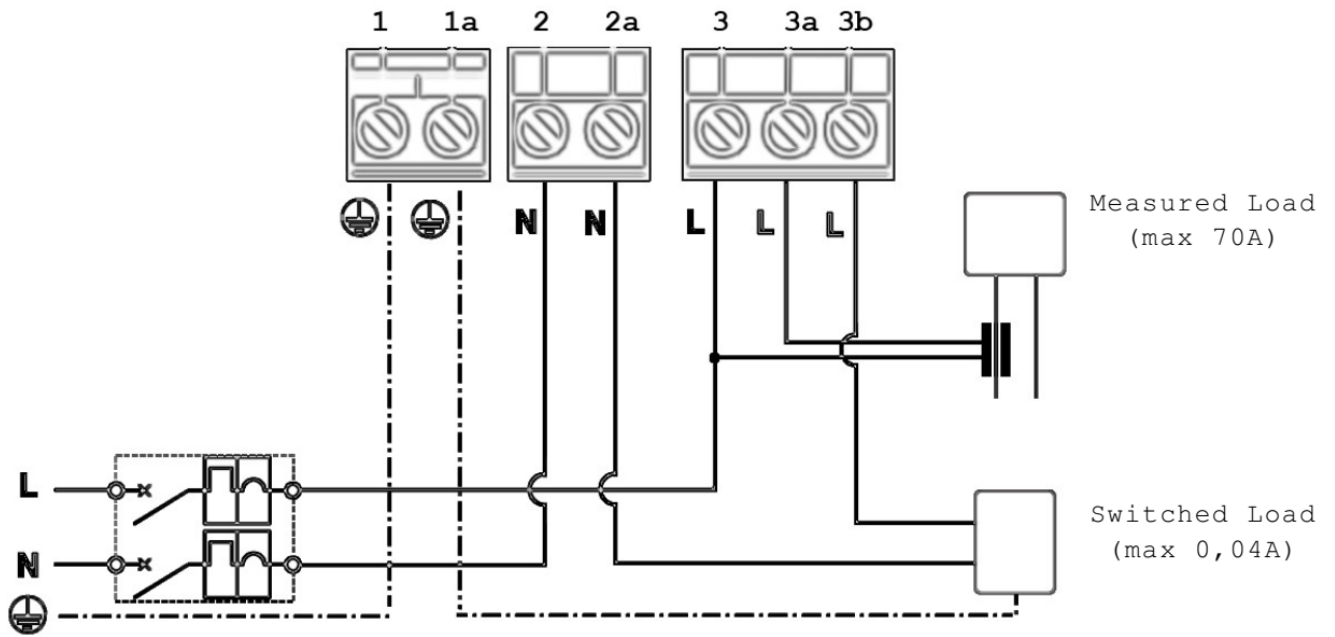 1 1a 2 2a 3 3a 3b
N N L L L
Measured Load
(max 70A)
L
N
Switched Load
(max 0,04A)